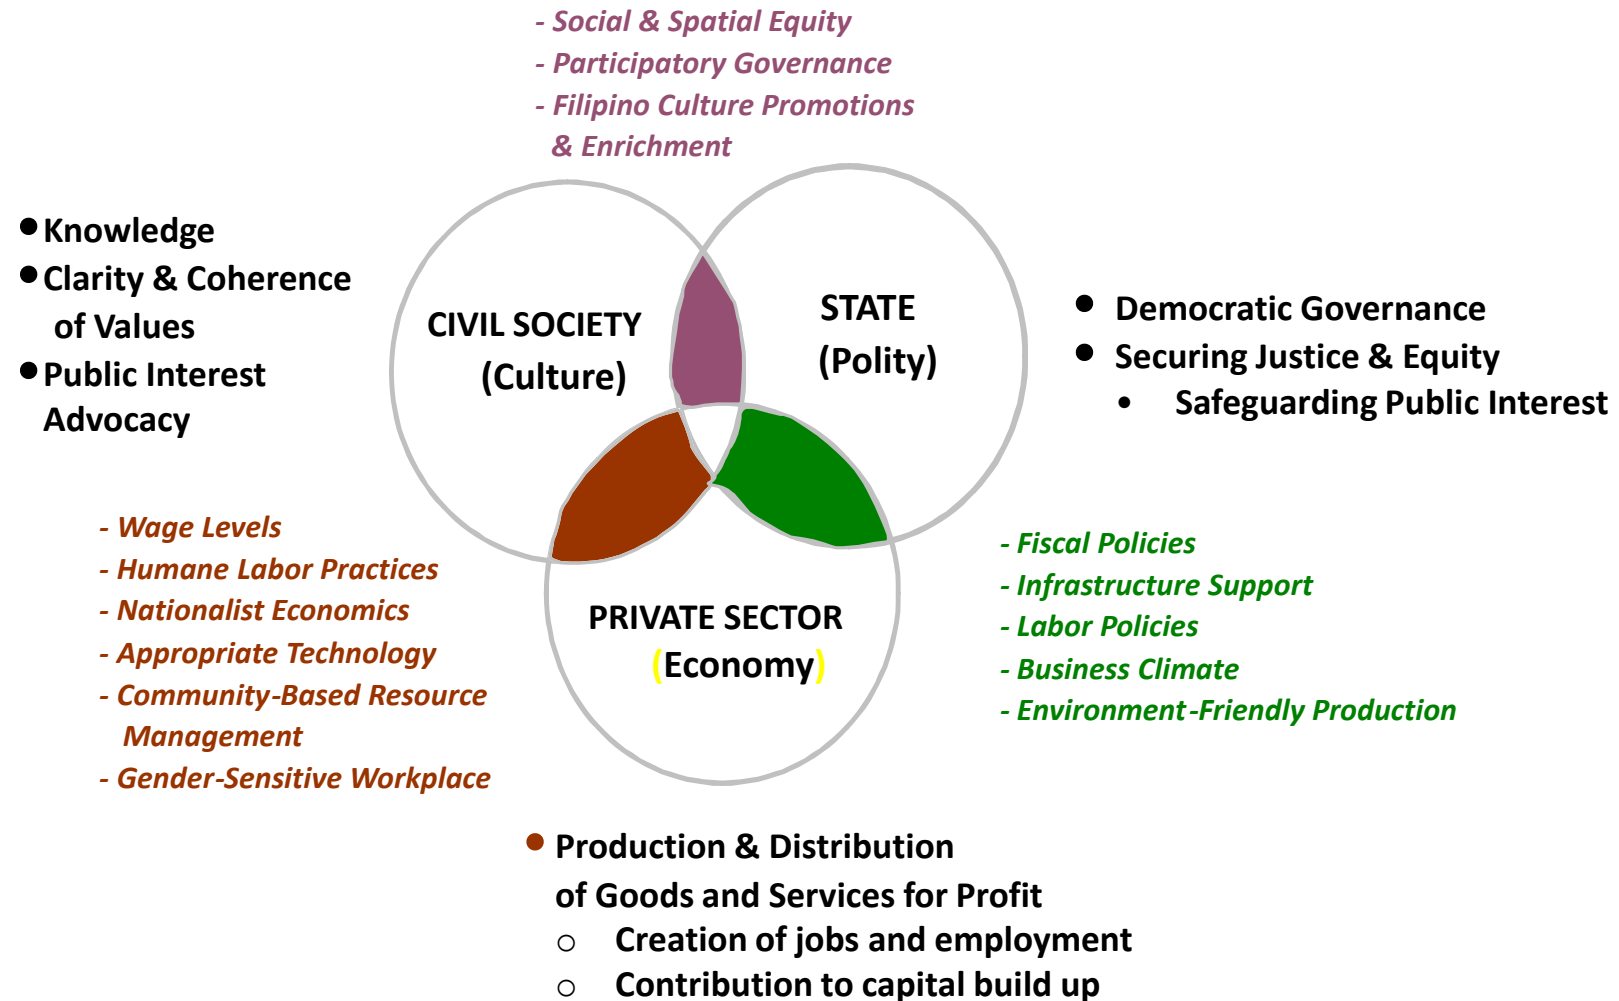 - Social & Spatial Equity
- Participatory Governance
- Filipino Culture Promotions
& Enrichment
● Knowledge
● Clarity & Coherence
of Values
● Public Interest
Advocacy
CIVIL SOCIETY
(Culture)
STATE
(Polity)
● Democratic Governance
● Securing Justice & Equity
• Safeguarding Public Interest
- Wage Levels
- Humane Labor Practices
- Nationalist Economics
- Appropriate Technology
- Community-Based Resource
Management
- Gender-Sensitive Workplace
PRIVATE SECTOR
(Economy)
- Fiscal Policies
- Infrastructure Support
- Labor Policies
- Business Climate
- Environment-Friendly Production
● Production & Distribution
of Goods and Services for Profit
○ Creation of jobs and employment
○ Contribution to capital build up